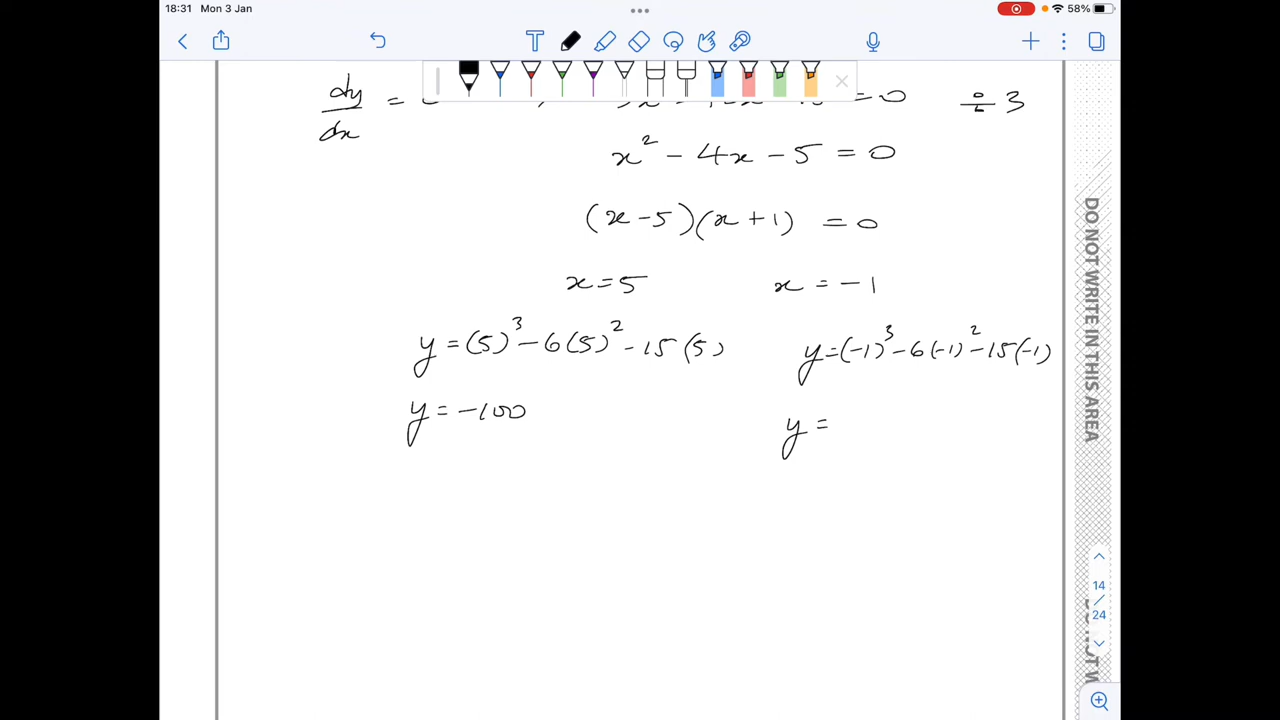 18:31 Mon 3 Jan
58%
dy/dx = = 0 ÷ 3
x² - 4x - 5 = 0
(x - 5)(x + 1) = 0
x = 5 x = -1
y = (5)³ - 6(5)² - 15(5) y = (-1)³ - 6(-1)² - 15(-1)
y = -100 y =
DO NOT WRITE IN THIS AREA
14
/
24